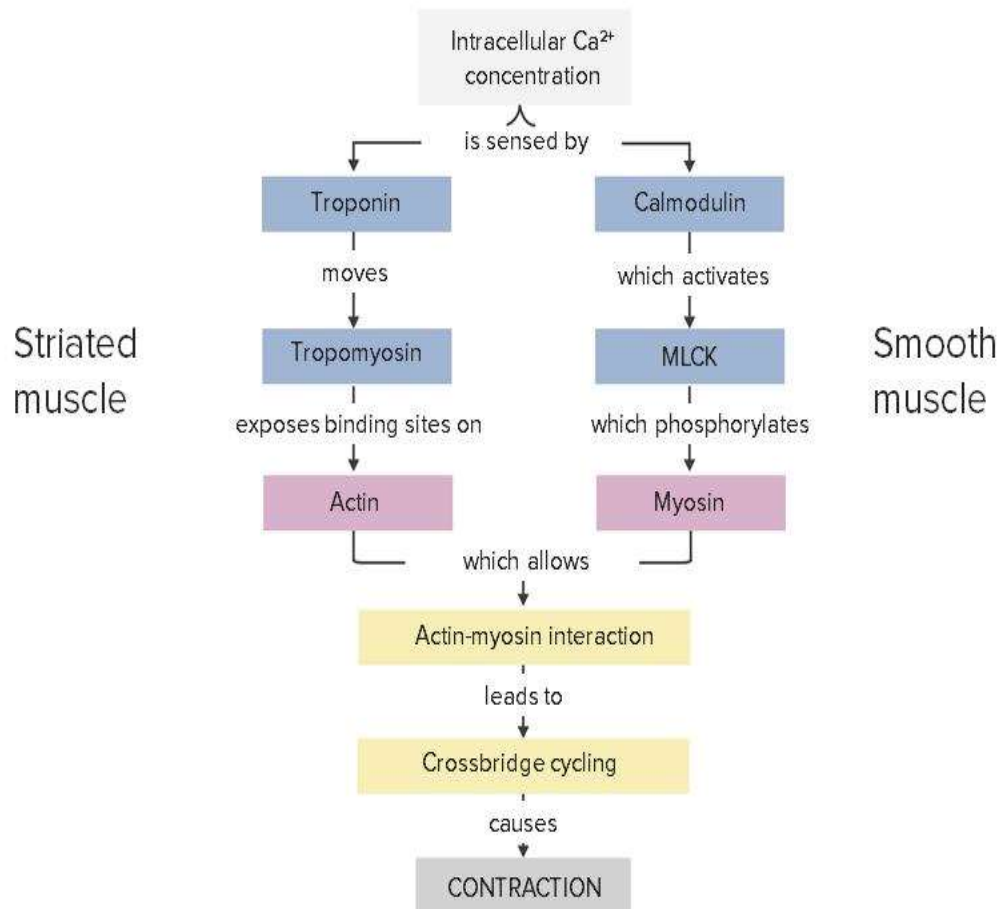 Intracellular Ca²⁺
concentration
is sensed by
Troponin
Calmodulin
moves
which activates
Striated
muscle
Tropomyosin
MLCK
Smooth
muscle
exposes binding sites on
which phosphorylates
Actin
Myosin
which allows
Actin-myosin interaction
leads to
Crossbridge cycling
causes
CONTRACTION